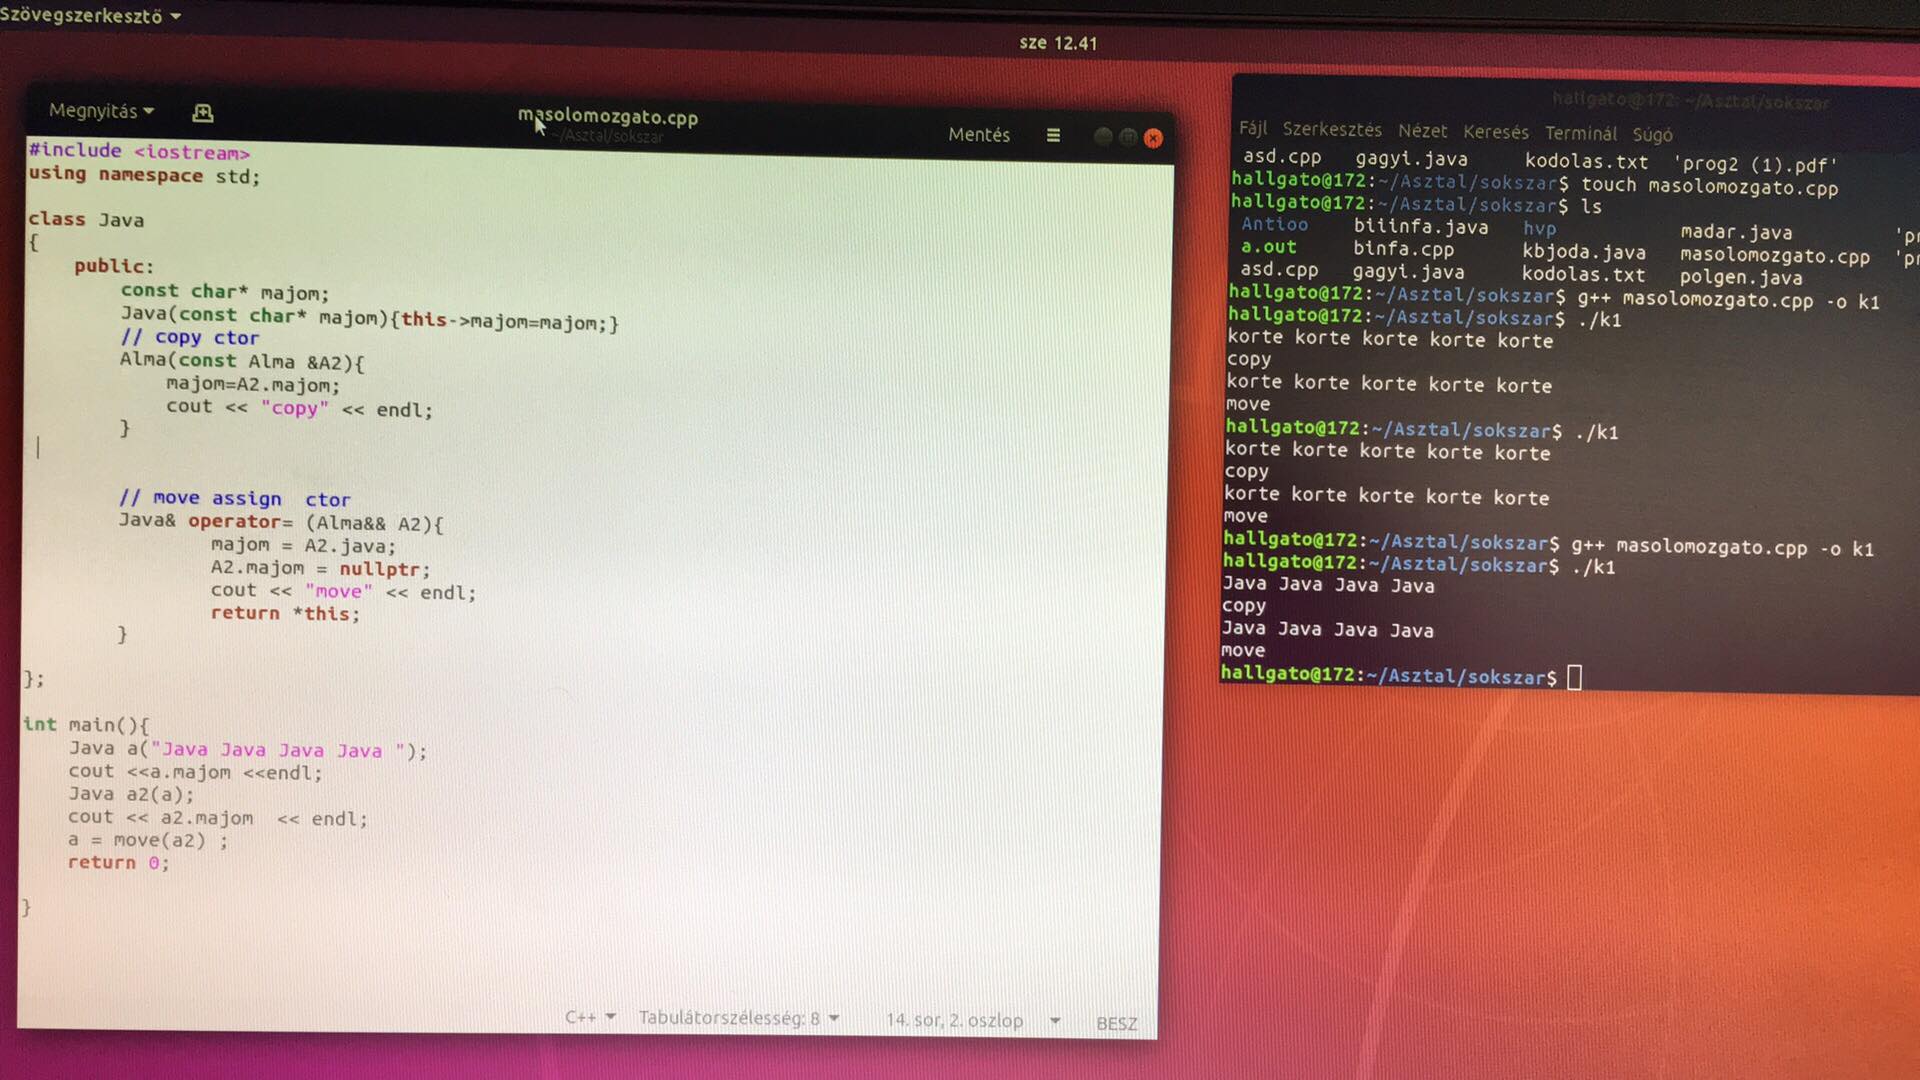 Szövegszerkesztő
sze 12.41
Megnyitás
masolomozgato.cpp
~/Asztal/sokszar
Mentés
#include <iostream>
using namespace std;
class Java
{
public:
const char* majom;
Java(const char* majom){this->majom=majom;}
// copy ctor
Alma(const Alma &A2){
majom=A2.majom;
cout << "copy" << endl;
}
// move assign  ctor
Java& operator= (Alma&& A2){
majom = A2.java;
A2.majom = nullptr;
cout << "move" << endl;
return *this;
}
};
int main(){
Java a("Java Java Java Java ");
cout <<a.majom <<endl;
Java a2(a);
cout << a2.majom  << endl;
a = move(a2) ;
return 0;
}
C++
Tabulátorszélesség: 8
14. sor, 2. oszlop
BESZ
hallgato@172: ~/Asztal/sokszar
Fájl Szerkesztés Nézet Keresés Terminál Súgó
asd.cpp gagyi.java kodolas.txt 'prog2 (1).pdf'
hallgato@172:~/Asztal/sokszar$ touch masolomozgato.cpp
hallgato@172:~/Asztal/sokszar$ ls
Antioo biiinfa.java hvp madar.java 'pr
a.out binfa.cpp kbjoda.java masolomozgato.cpp 'pr
asd.cpp gagyi.java kodolas.txt polgen.java
hallgato@172:~/Asztal/sokszar$ g++ masolomozgato.cpp -o k1
hallgato@172:~/Asztal/sokszar$ ./k1
korte korte korte korte korte
copy
korte korte korte korte korte
move
hallgato@172:~/Asztal/sokszar$ ./k1
korte korte korte korte korte
copy
korte korte korte korte korte
move
hallgato@172:~/Asztal/sokszar$ g++ masolomozgato.cpp -o k1
hallgato@172:~/Asztal/sokszar$ ./k1
Java Java Java Java
copy
Java Java Java Java
move
hallgato@172:~/Asztal/sokszar$